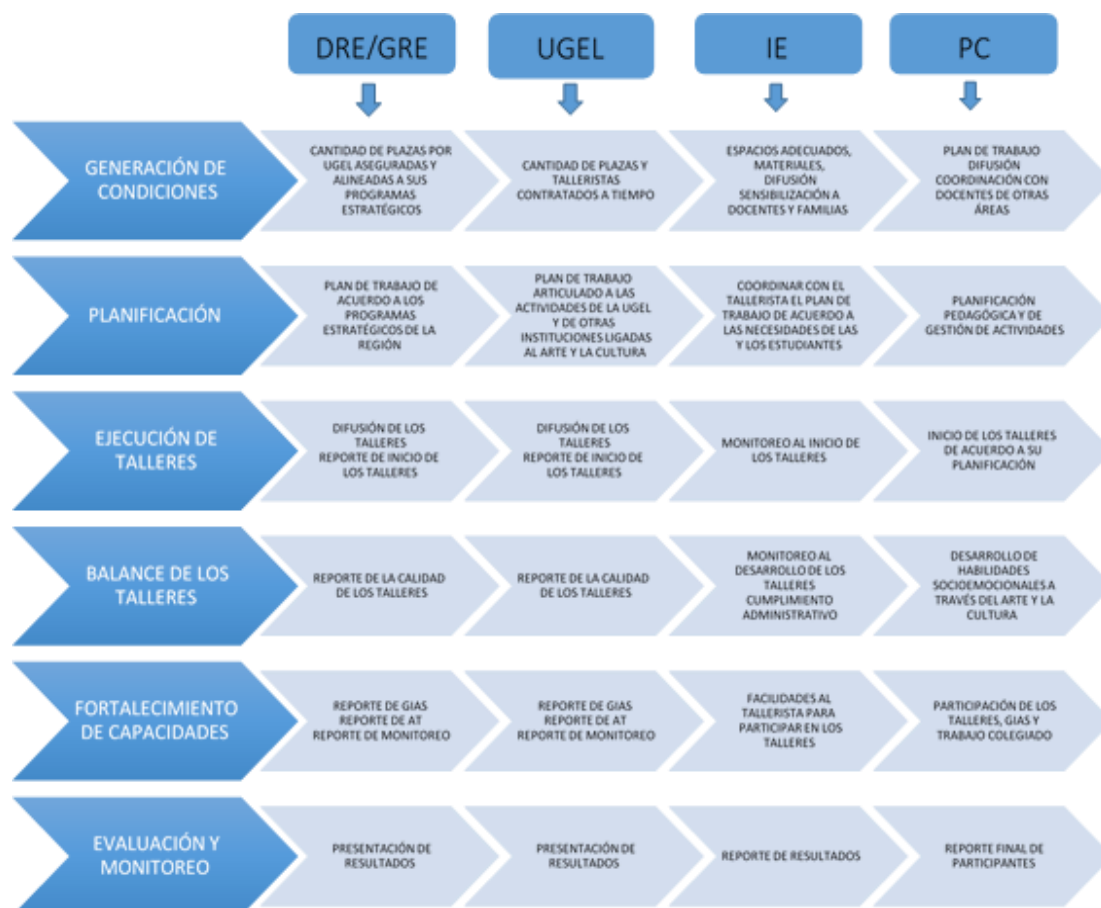 DRE/GRE
UGEL
IE
PC
GENERACIÓN DE
CONDICIONES
CANTIDAD DE PLAZAS POR
UGEL ASEGURADAS Y
ALINEADAS A SUS
PROGRAMAS
ESTRATÉGICOS
CANTIDAD DE PLAZAS Y
TALLERISTAS
CONTRATADOS A TIEMPO
ESPACIOS ADECUADOS,
MATERIALES,
DIFUSIÓN
SENSIBILIZACIÓN A
DOCENTES Y FAMILIAS
PLAN DE TRABAJO
DIFUSIÓN
COORDINACIÓN CON
DOCENTES DE OTRAS
ÁREAS
PLANIFICACIÓN
PLAN DE TRABAJO DE
ACUERDO A LOS
PROGRAMAS
ESTRATÉGICOS DE LA
REGIÓN
PLAN DE TRABAJO
ARTICULADO A LAS
ACTIVIDADES DE LA UGEL
Y DE OTRAS
INSTITUCIONES LIGADAS
AL ARTE Y LA CULTURA
COORDINAR CON EL
TALLERISTA EL PLAN DE
TRABAJO DE ACUERDO A
LAS NECESIDADES DE LAS
Y LOS ESTUDIANTES
PLANIFICACIÓN
PEDAGÓGICA Y DE
GESTIÓN DE ACTIVIDADES
EJECUCIÓN DE
TALLERES
DIFUSIÓN DE LOS
TALLERES
REPORTE DE INICIO DE
LOS TALLERES
DIFUSIÓN DE LOS
TALLERES
REPORTE DE INICIO DE
LOS TALLERES
MONITOREO AL INICIO DE
LOS TALLERES
INICIO DE LOS TALLERES
DE ACUERDO A SU
PLANIFICACIÓN
BALANCE DE LOS
TALLERES
REPORTE DE LA CALIDAD
DE LOS TALLERES
REPORTE DE LA CALIDAD
DE LOS TALLERES
MONITOREO AL
DESARROLLO DE LOS
TALLERES
CUMPLIMIENTO
ADMINISTRATIVO
DESARROLLO DE
HABILIDADES
SOCIOEMOCIONALES A
TRAVÉS DEL ARTE Y LA
CULTURA
FORTALECIMIENTO
DE CAPACIDADES
REPORTE DE GIAS
REPORTE DE AT
REPORTE DE MONITOREO
REPORTE DE GIAS
REPORTE DE AT
REPORTE DE MONITOREO
FACILIDADES AL
TALLERISTA PARA
PARTICIPAR EN LOS
TALLERES
PARTICIPACIÓN DE LOS
TALLERES, GIAS Y
TRABAJO COLEGIADO
EVALUACIÓN Y
MONITOREO
PRESENTACIÓN DE
RESULTADOS
PRESENTACIÓN DE
RESULTADOS
REPORTE DE RESULTADOS
REPORTE FINAL DE
PARTICIPANTES